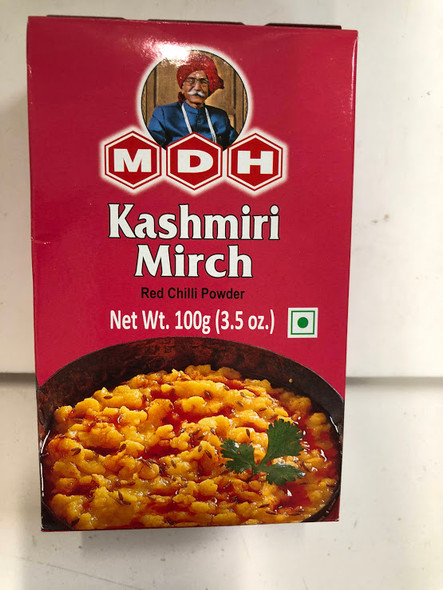 MDH
Kashmiri
Mirch
Red Chilli Powder
Net Wt. 100g (3.5 oz.)